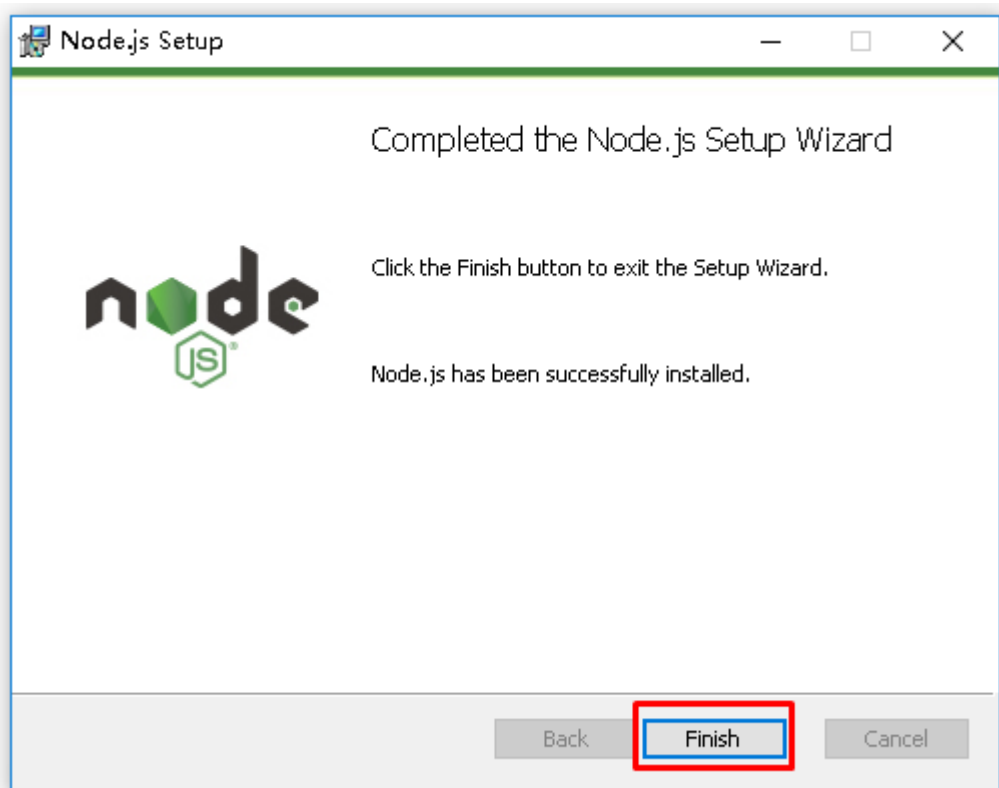 Node.js Setup
Completed the Node.js Setup Wizard
Click the Finish button to exit the Setup Wizard.
node
JS®
Node.js has been successfully installed.
Back
Finish
Cancel